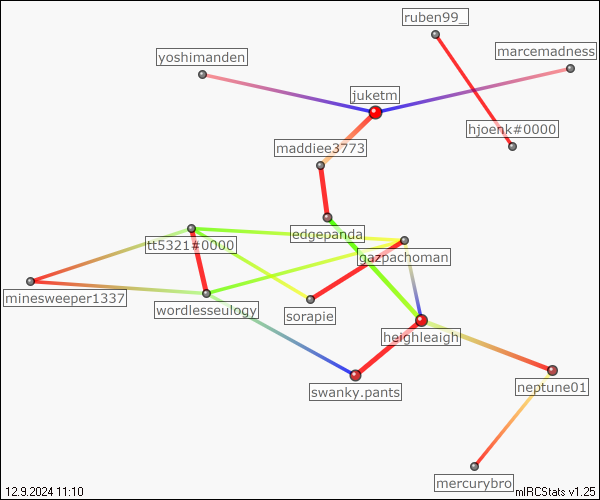 ruben99_
yoshimanden
marcemadness
juketm
hjoenk#0000
maddiee3773
edgepanda
tt5321#0000
gazpachoman
minesweeper1337
wordlesseulogy
sorapie
heighleaigh
swanky.pants
neptune01
mercurybro
12.9.2024 11:10
mIRCStats v1.25